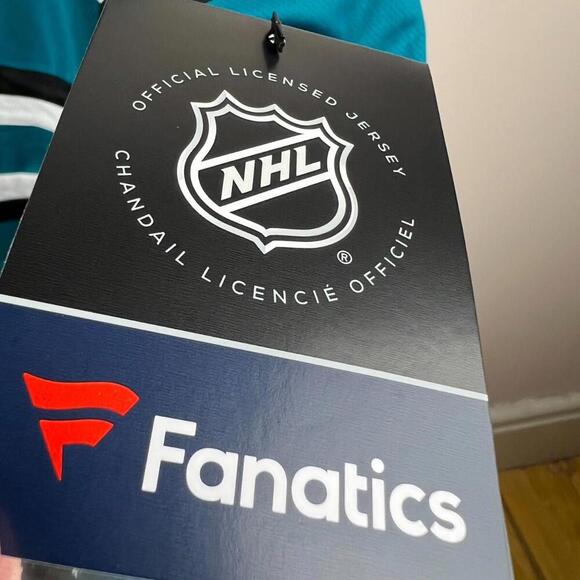 OFFICIAL LICENSED JERSEY
NHL
®
CHANDAIL LICENCIÉ OFFICIEL
Fanatics